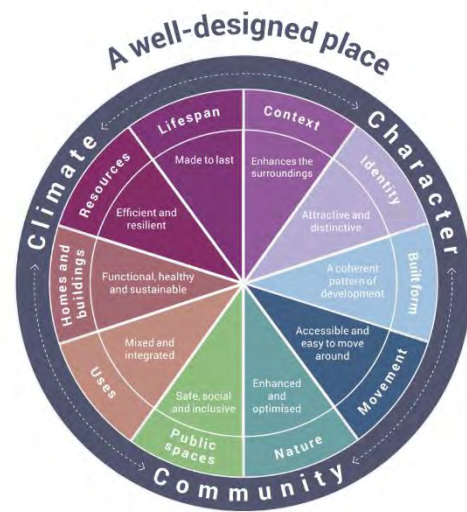 A well-designed place
Climate
Character
Community
Context
Enhances the
surroundings
Identity
Attractive and
distinctive
Built form
A coherent
pattern of
development
Movement
Accessible and
easy to move
around
Nature
Enhanced
and
optimised
Public
spaces
Safe, social
and inclusive
Uses
Mixed and
integrated
Homes and
buildings
Functional, healthy
and sustainable
Resources
Efficient and
resilient
Lifespan
Made to last